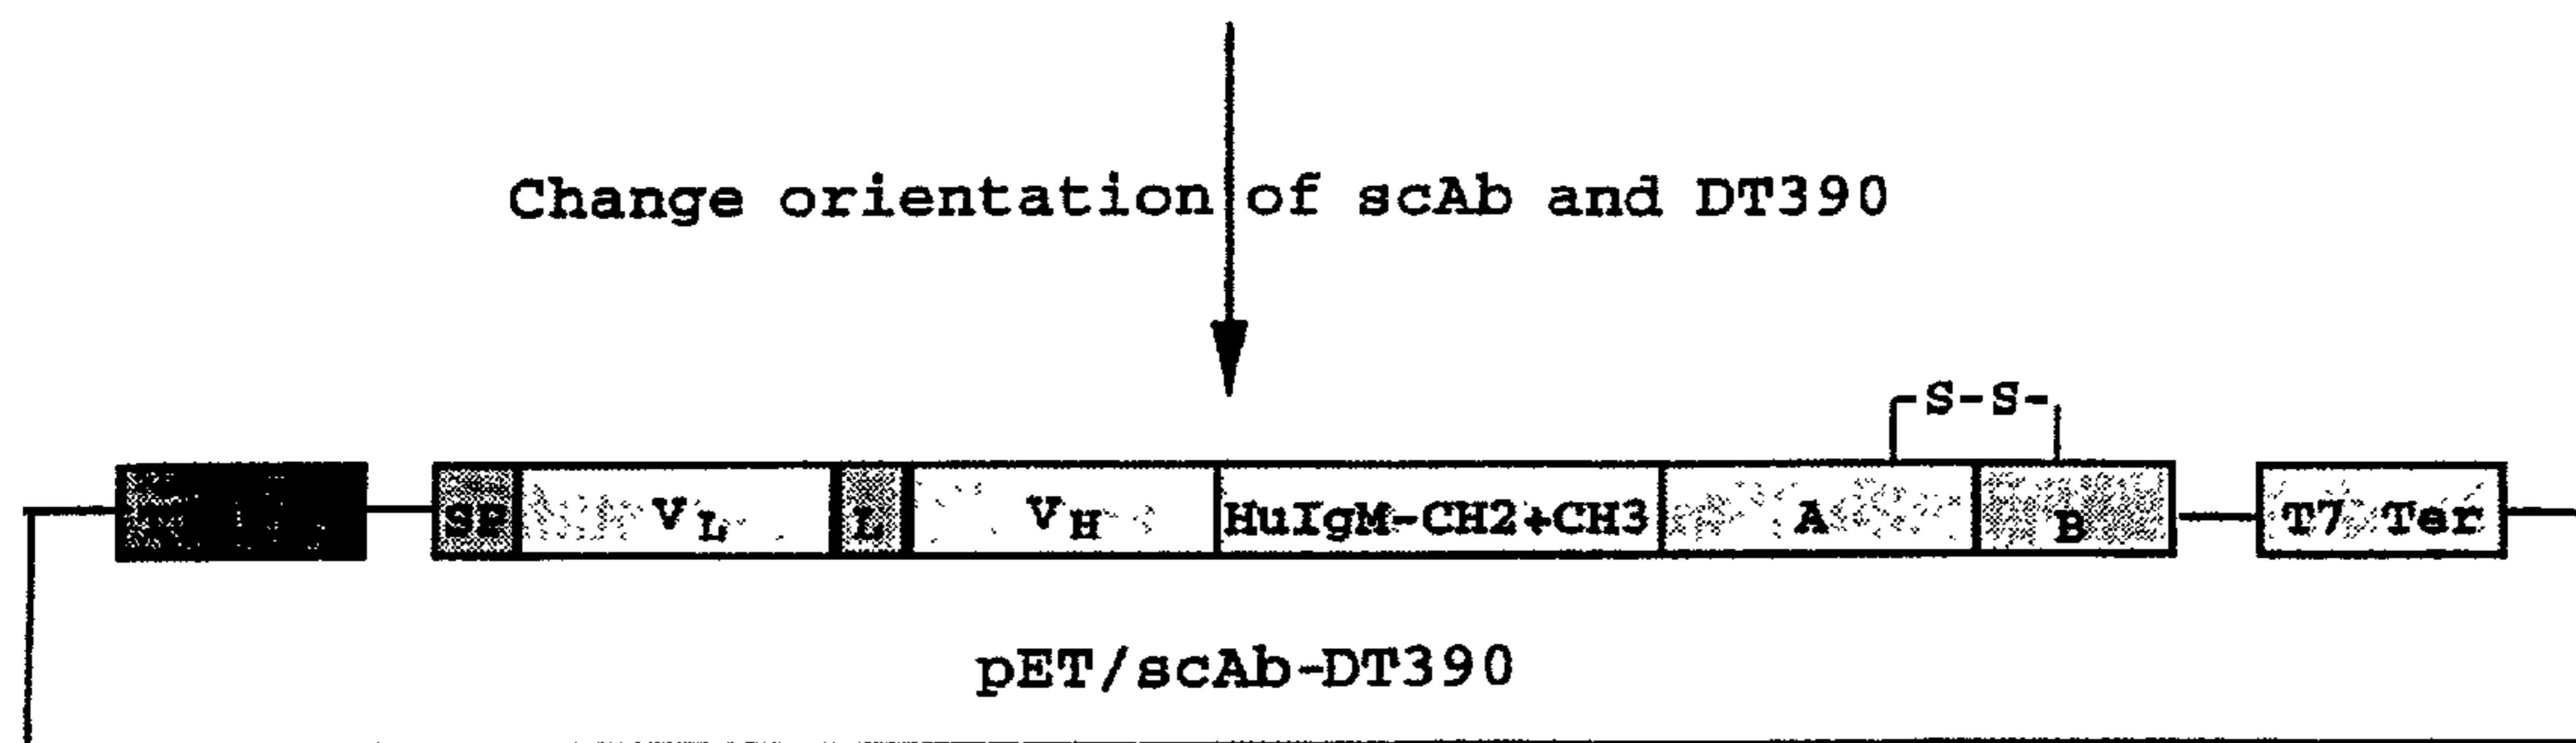 Change orientation of scAb and DT390
S-S
SP VL L VH HuIgM-CH2+CH3 A B T7 Ter
pET/scAb-DT390